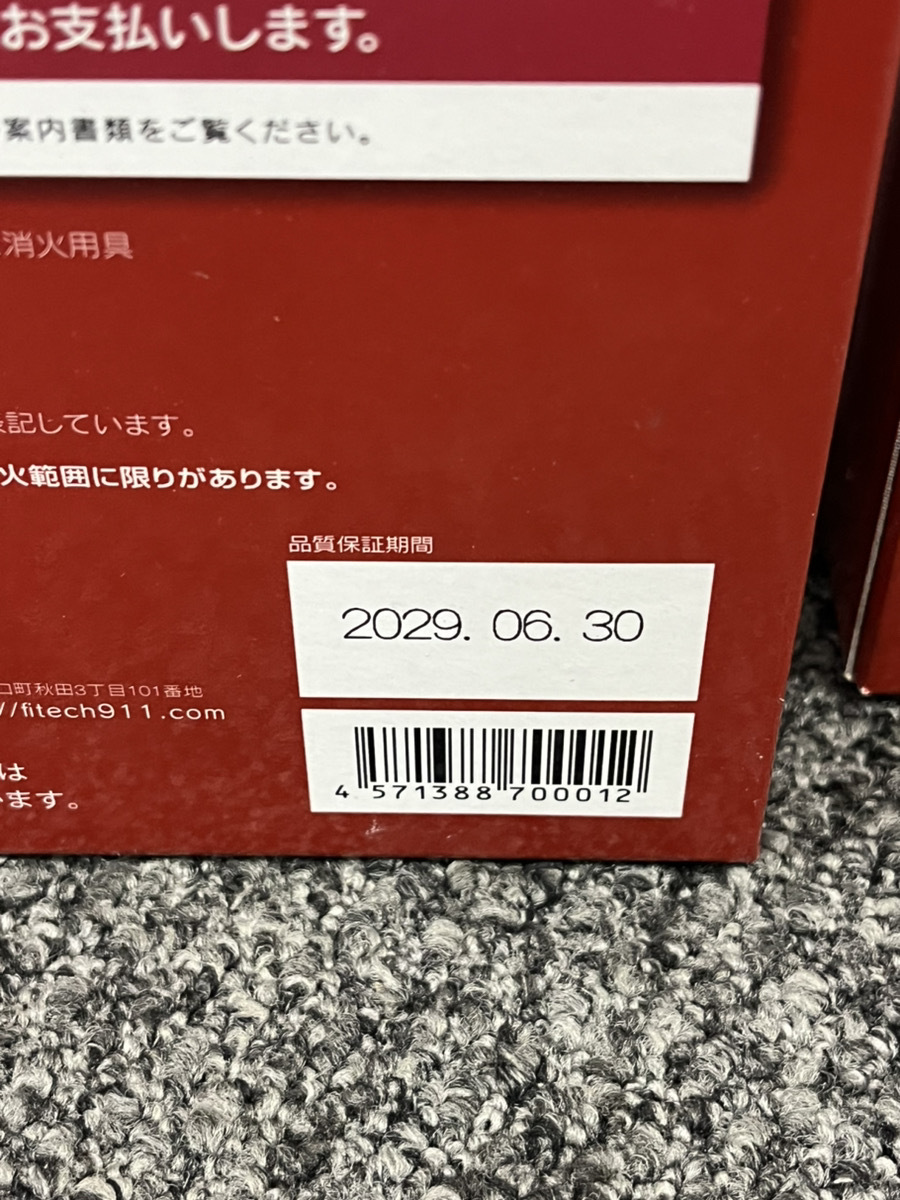 お支払いします。
案内書類をご覧ください。
消火用具
表記しています。
火範囲に限りがあります。
品質保証期間
2029. 06. 30
口町秋田3丁目101番地
//fitech911.com
は
います。
4 571388 700012